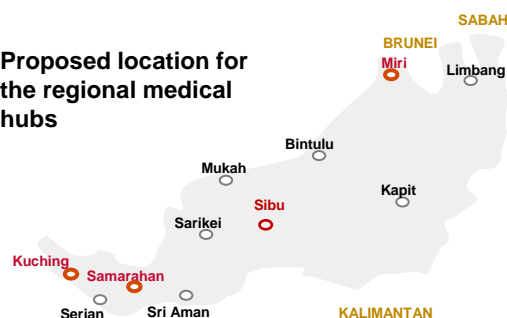 SABAH
BRUNEI
Proposed location for
the regional medical
hubs
Miri
Limbang
Bintulu
Mukah
Kapit
Sibu
Sarikei
Kuching
Samarahan
Serian
Sri Aman
KALIMANTAN